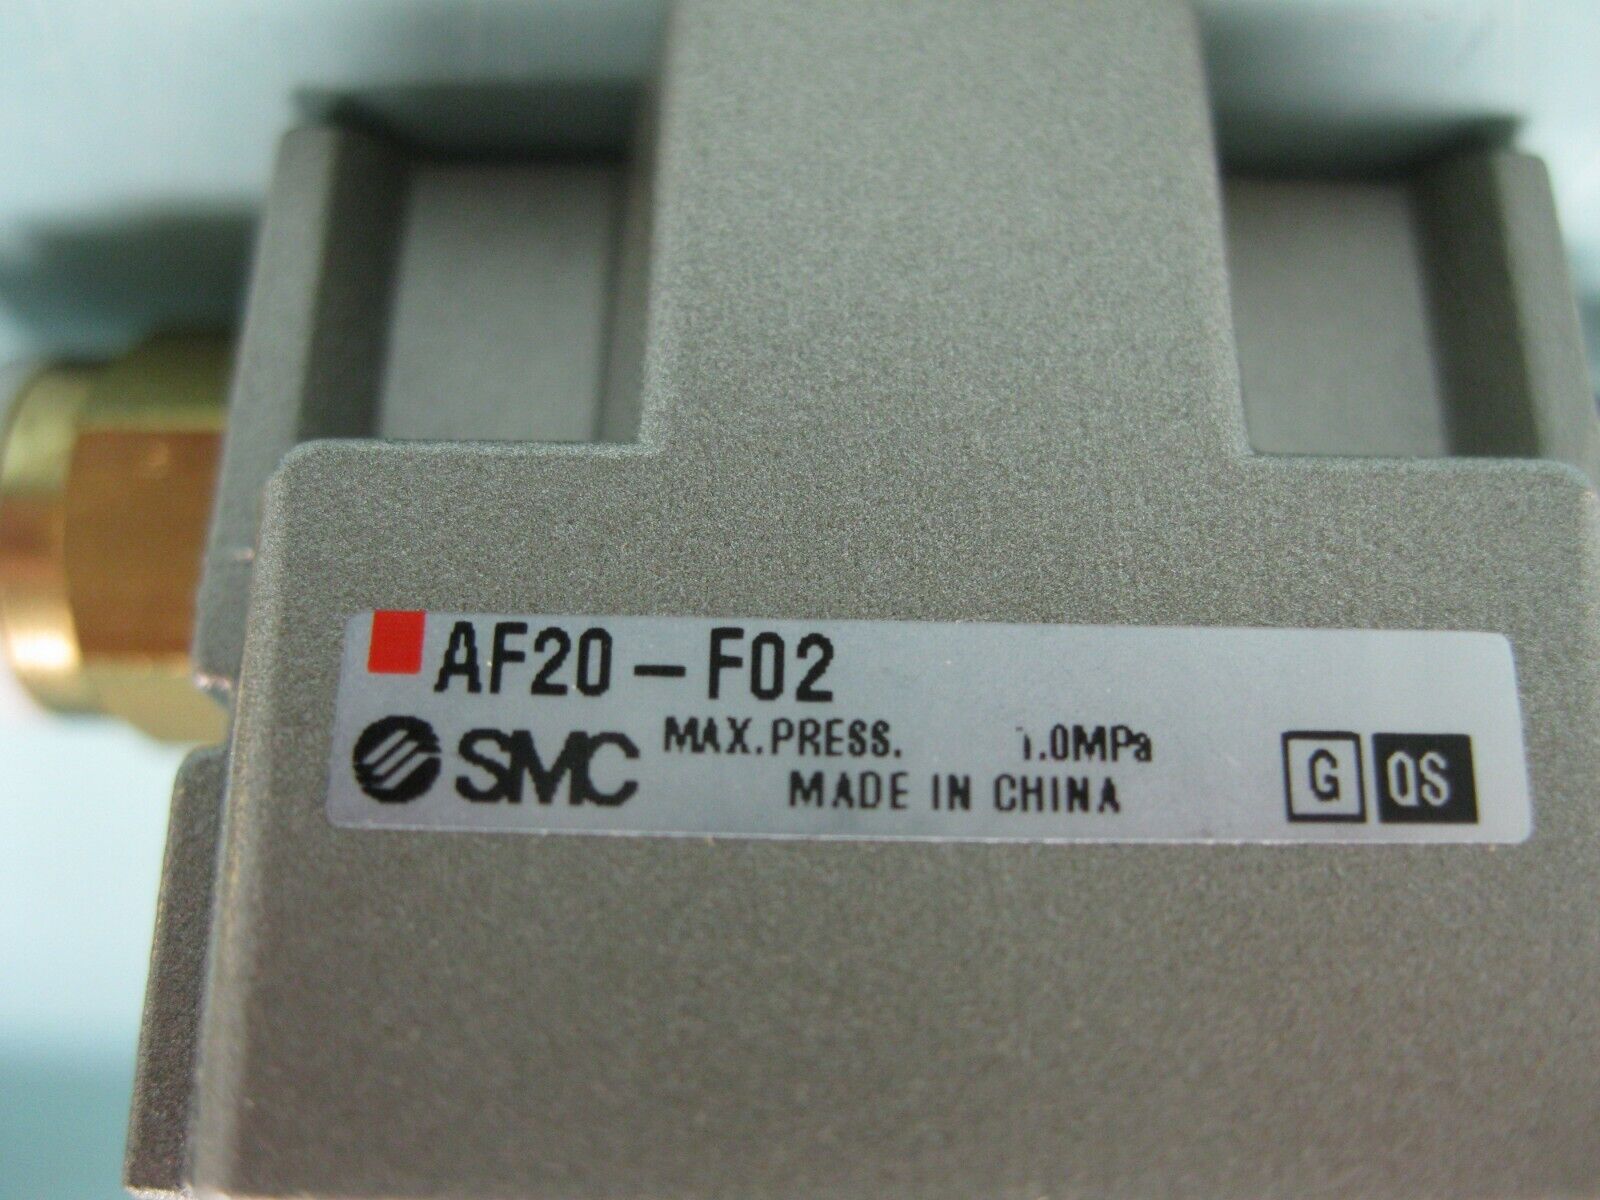 AF20-F02
SMC MAX.PRESS. 1.0MPa
MADE IN CHINA
G QS